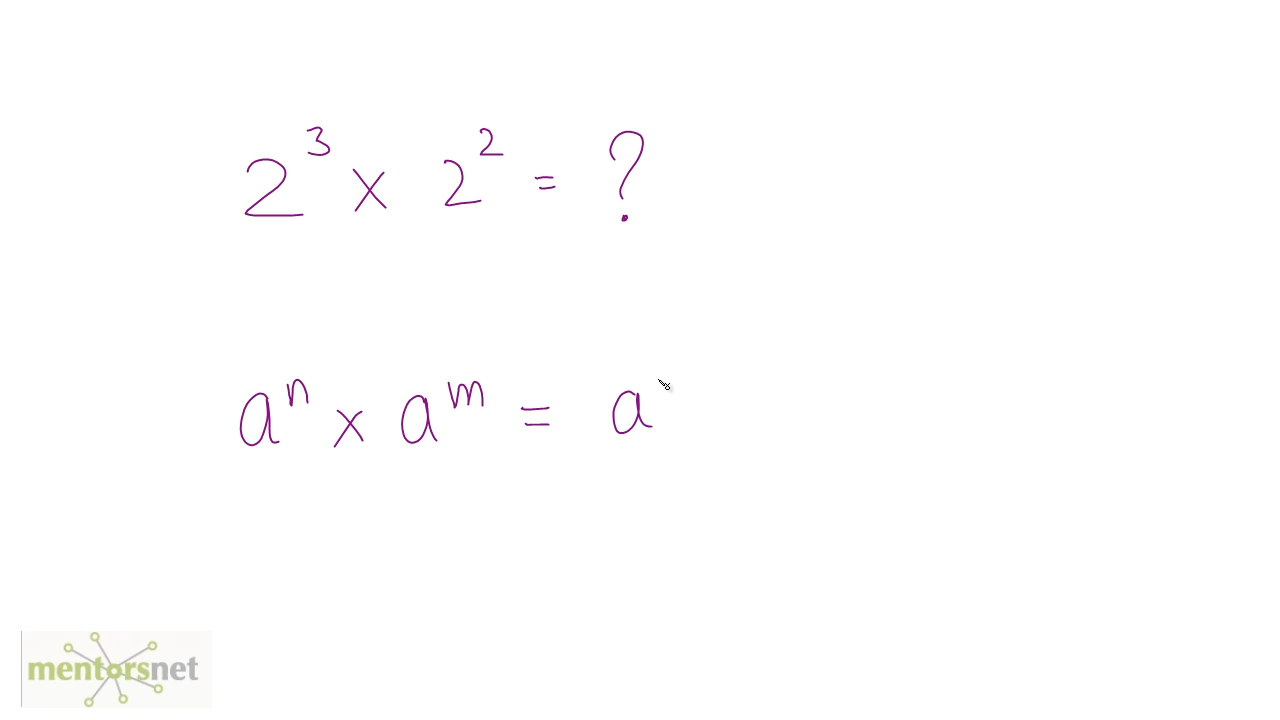 2³ x 2² = ?
aⁿ x aᵐ = a
mentorsnet